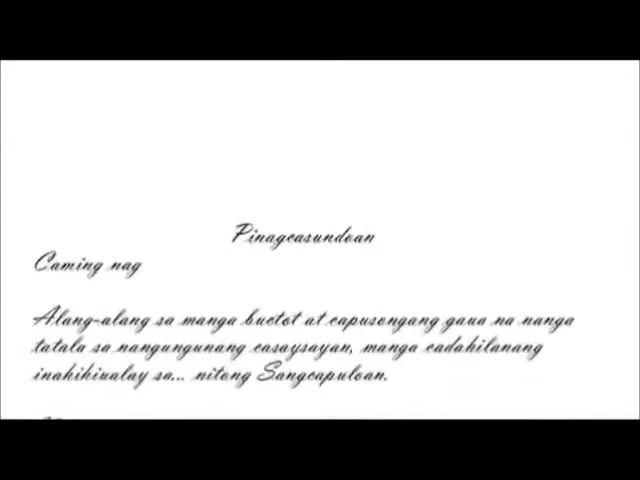 Pinagcasundoan
Caming nag
Alang-alang sa manga buctot at capusongang gaua na nanga
tatala sa nangungunang casaysayan, manga cadahilanang
inahihiualay sa... nitong Sangcapuloan.